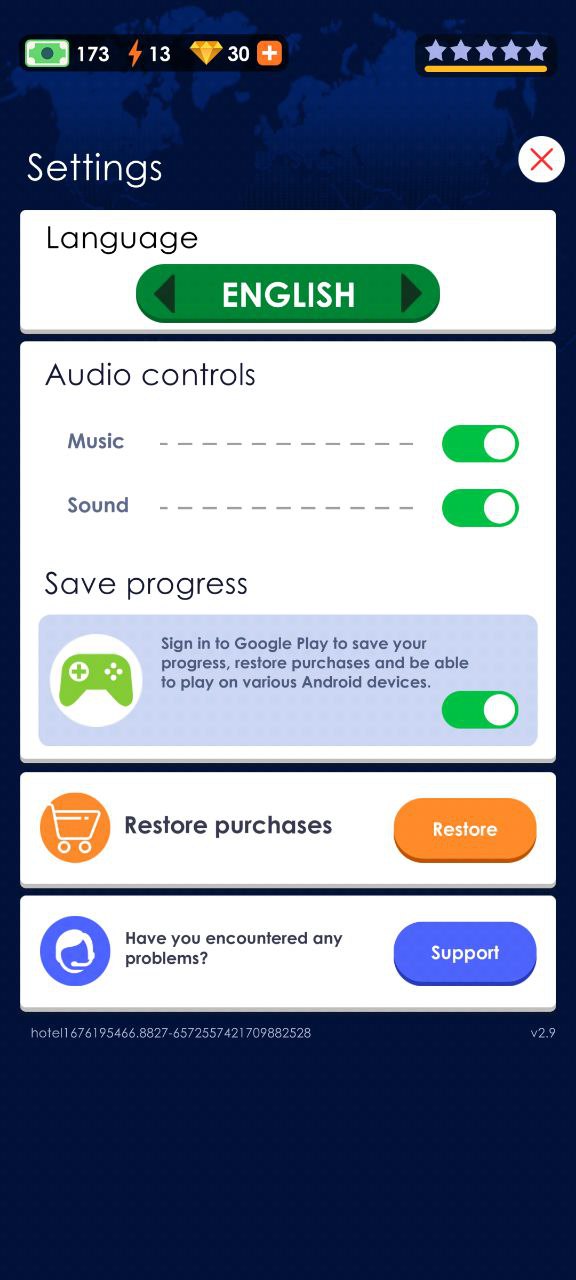 173 13 30
Settings
Language
ENGLISH
Audio controls
Music
Sound
Save progress
Sign in to Google Play to save your
progress, restore purchases and be able
to play on various Android devices.
Restore purchases
Restore
Have you encountered any
problems?
Support
hotel1676195466.8827-6572557421709882528
v2.9